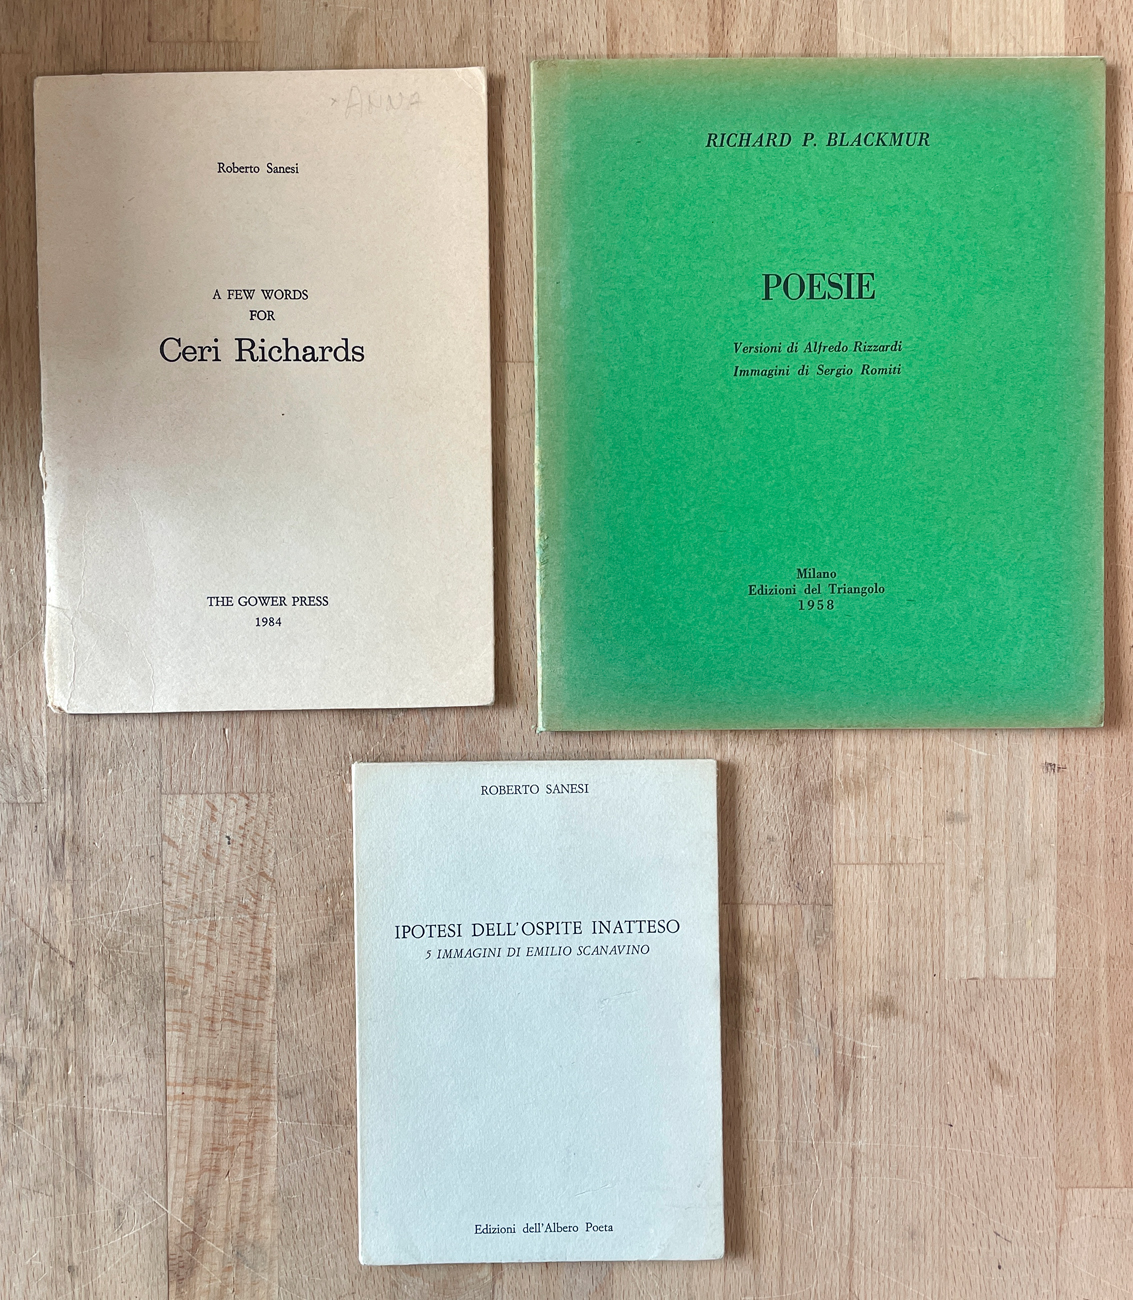 ANNA
Roberto Sanesi
A FEW WORDS
FOR
Ceri Richards
THE GOWER PRESS
1984
RICHARD P. BLACKMUR
POESIE
Versioni di Alfredo Rizzardi
Immagini di Sergio Romiti
Milano
Edizioni del Triangolo
1958
ROBERTO SANESI
IPOTESI DELL'OSPITE INATTESO
5 IMMAGINI DI EMILIO SCANAVINO
Edizioni dell'Albero Poeta